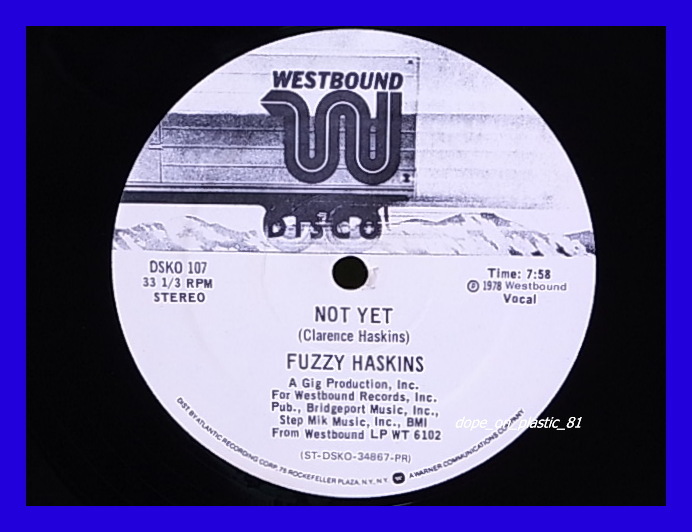 WESTBOUND
DISCO
DSKO 107
33 1/3 RPM
STEREO
Time: 7:58
Ⓟ 1978 Westbound
Vocal
NOT YET
(Clarence Haskins)
FUZZY HASKINS
A Gig Production, Inc.
For Westbound Records, Inc.
Pub., Bridgeport Music, Inc.,
Step Mik Music, Inc., BMI
From Westbound LP WT 6102
(ST-DSKO-34867-PR)
DIST. BY ATLANTIC RECORDING CORP. 75 ROCKEFELLER PLAZA, N.Y., N.Y. A WARNER COMMUNICATIONS COMPANY
dope_on_plastic_81